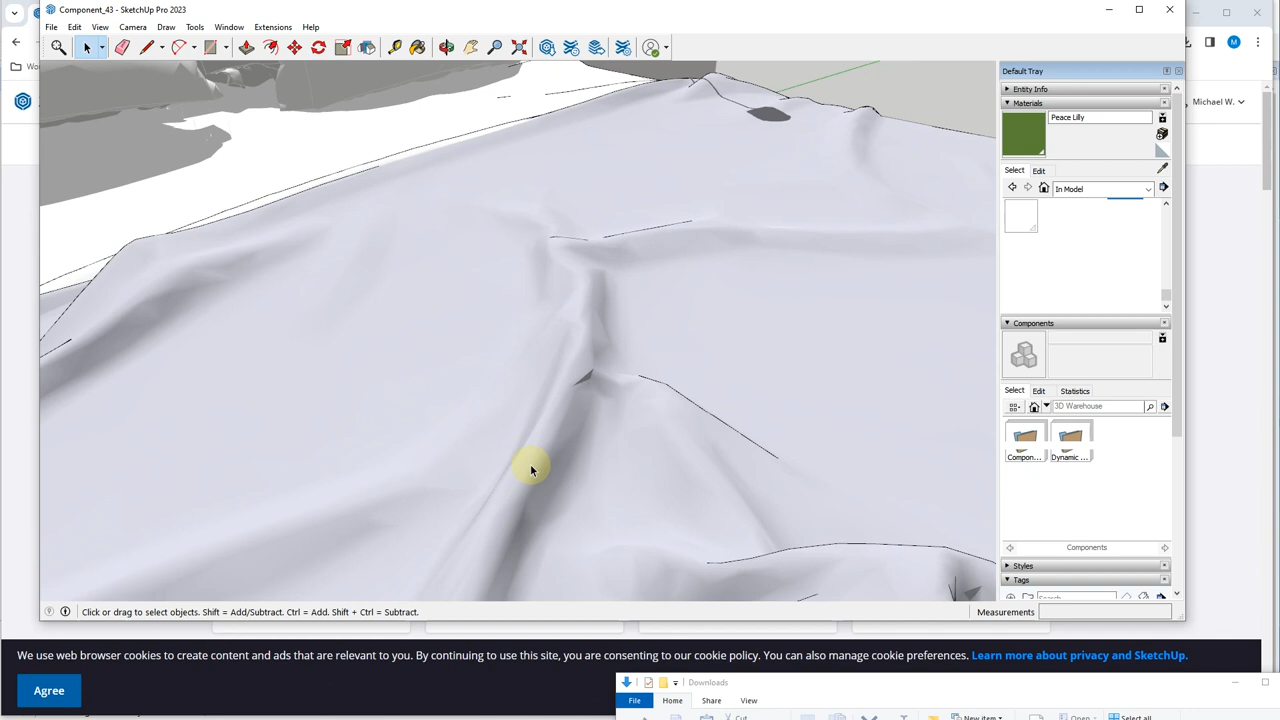 Component_43 - SketchUp Pro 2023
File Edit View Camera Draw Tools Window Extensions Help
Default Tray
Entity Info
Materials
Peace Lilly
Select Edit
In Model
Components
Select Edit Statistics
3D Warehouse
Compon... Dynamic ...
Components
Styles
Tags
Search
Click or drag to select objects. Shift = Add/Subtract. Ctrl = Add. Shift + Ctrl = Subtract.
Measurements
Michael W.
M
Wo
We use web browser cookies to create content and ads that are relevant to you. By continuing to use this site, you are consenting to our cookie policy. You can also manage cookie preferences. Learn more about privacy and SketchUp.
Agree
Downloads
File Home Share View
Cut
New item
Open
Select all